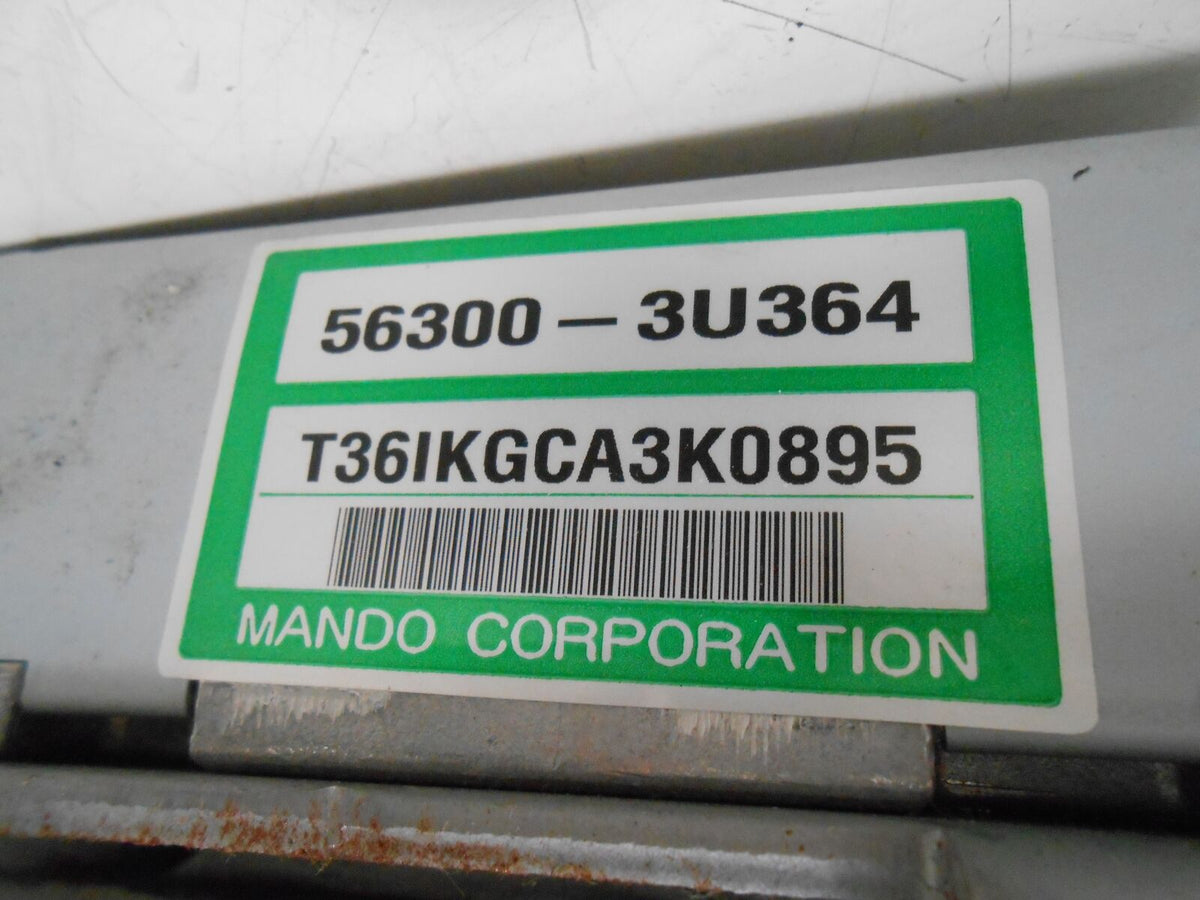 56300-3U364
T36IKGCA3K0895
MANDO CORPORATION